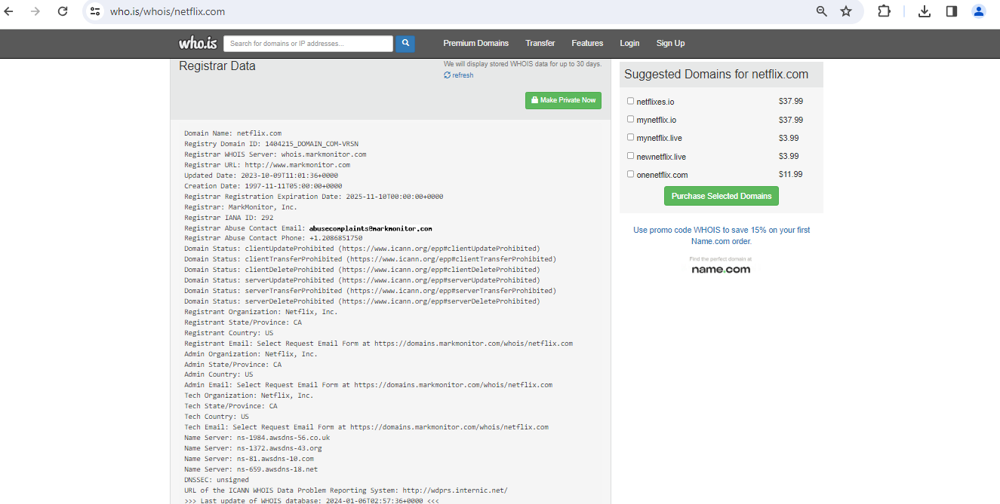 who.is/whois/netflix.com
who.is
Search for domains or IP addresses...
Premium Domains
Transfer
Features
Login
Sign Up
Registrar Data
We will display stored WHOIS data for up to 30 days.
refresh
Make Private Now
Domain Name: netflix.com
Registry Domain ID: 1404215_DOMAIN_COM-VRSN
Registrar WHOIS Server: whois.markmonitor.com
Registrar URL: http://www.markmonitor.com
Updated Date: 2023-10-09T11:01:36+0000
Creation Date: 1997-11-11T05:00:00+0000
Registrar Registration Expiration Date: 2025-11-10T00:00:00+0000
Registrar: MarkMonitor, Inc.
Registrar IANA ID: 292
Registrar Abuse Contact Email: abusecomplaints@markmonitor.com
Registrar Abuse Contact Phone: +1.2086851750
Domain Status: clientUpdateProhibited (https://www.icann.org/epp#clientUpdateProhibited)
Domain Status: clientTransferProhibited (https://www.icann.org/epp#clientTransferProhibited)
Domain Status: clientDeleteProhibited (https://www.icann.org/epp#clientDeleteProhibited)
Domain Status: serverUpdateProhibited (https://www.icann.org/epp#serverUpdateProhibited)
Domain Status: serverTransferProhibited (https://www.icann.org/epp#serverTransferProhibited)
Domain Status: serverDeleteProhibited (https://www.icann.org/epp#serverDeleteProhibited)
Registrant Organization: Netflix, Inc.
Registrant State/Province: CA
Registrant Country: US
Registrant Email: Select Request Email Form at https://domains.markmonitor.com/whois/netflix.com
Admin Organization: Netflix, Inc.
Admin State/Province: CA
Admin Country: US
Admin Email: Select Request Email Form at https://domains.markmonitor.com/whois/netflix.com
Tech Organization: Netflix, Inc.
Tech State/Province: CA
Tech Country: US
Tech Email: Select Request Email Form at https://domains.markmonitor.com/whois/netflix.com
Name Server: ns-1984.awsdns-56.co.uk
Name Server: ns-1372.awsdns-43.org
Name Server: ns-81.awsdns-10.com
Name Server: ns-659.awsdns-18.net
DNSSEC: unsigned
URL of the ICANN WHOIS Data Problem Reporting System: http://wdprs.internic.net/
>>> Last update of WHOIS database: 2024-01-06T02:57:36+0000 <<<
Suggested Domains for netflix.com
netflixes.io $37.99
mynetflix.io $37.99
mynetflix.live $3.99
newnetflix.live $3.99
onenetflix.com $11.99
Purchase Selected Domains
Use promo code WHOIS to save 15% on your first
Name.com order.
Find the perfect domain at
name.com